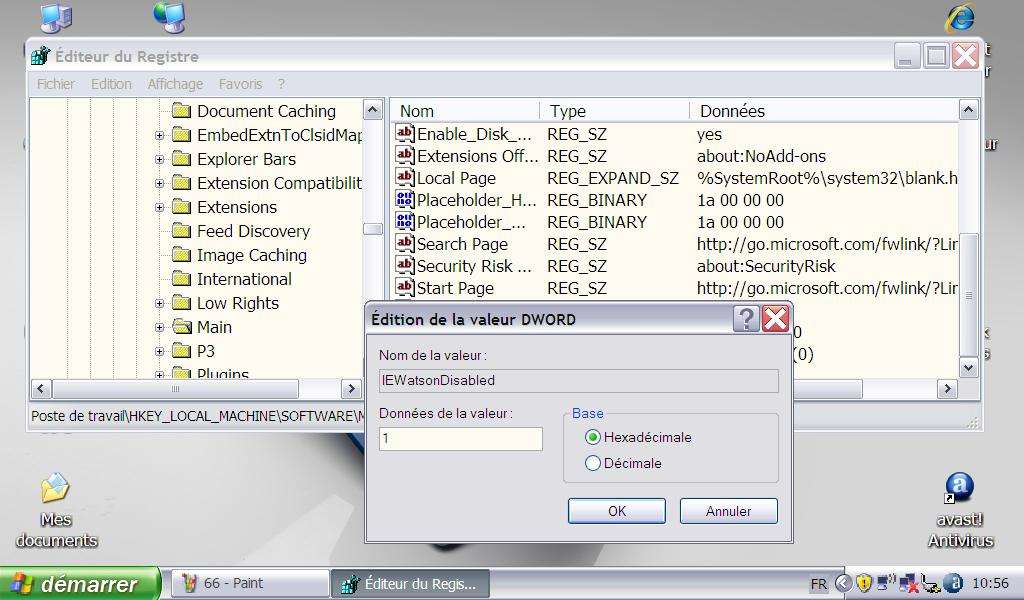 Éditeur du Registre
Fichier Edition Affichage Favoris ?
Document Caching
EmbedExtnToClsidMap
Explorer Bars
Extension Compatibilit
Extensions
Feed Discovery
Image Caching
International
Low Rights
Main
P3
Plugins
Nom Type Données
Enable_Disk_... REG_SZ yes
Extensions Off... REG_SZ about:NoAdd-ons
Local Page REG_EXPAND_SZ %SystemRoot%\system32\blank.h
Placeholder_H... REG_BINARY 1a 00 00 00
Placeholder_... REG_BINARY 1a 00 00 00
Search Page REG_SZ http://go.microsoft.com/fwlink/?Lir
Security Risk ... REG_SZ about:SecurityRisk
Start Page REG_SZ http://go.microsoft.com/fwlink/?Lir
0
(0)
Poste de travail\HKEY_LOCAL_MACHINE\SOFTWARE\M
Édition de la valeur DWORD
Nom de la valeur :
IEWatsonDisabled
Données de la valeur :
1
Base
Hexadécimale
Décimale
OK Annuler
Mes
documents
avast!
Antivirus
démarrer 66 - Paint Éditeur du Regis... FR 10:56